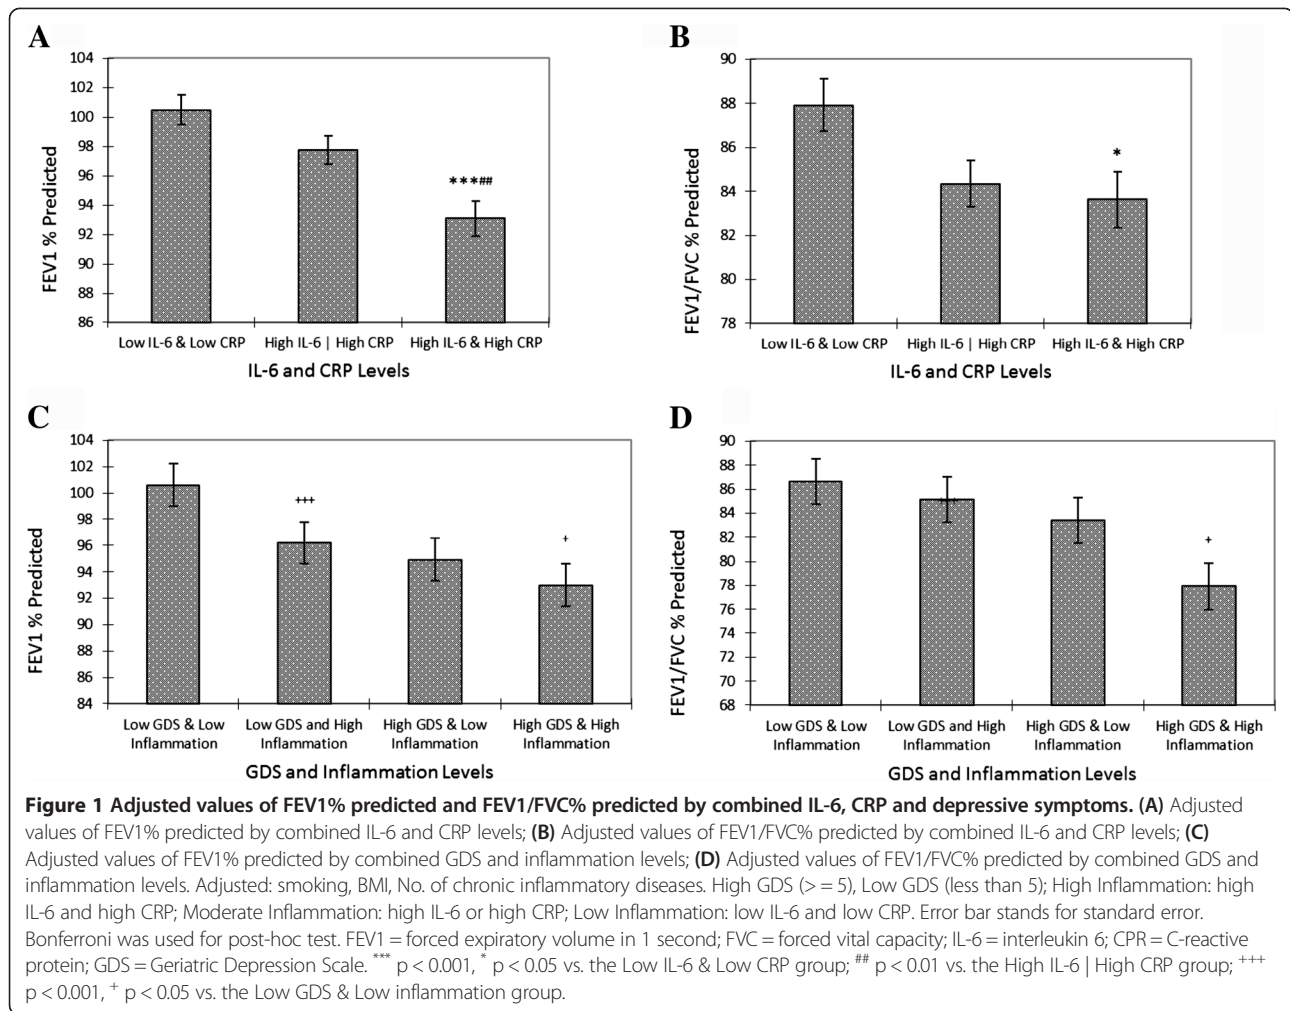 A
104
102
100
98
96
94
92
90
88
86
FEV1 % Predicted
***##
Low IL-6 & Low CRP
High IL-6 | High CRP
High IL-6 & High CRP
IL-6 and CRP Levels
B
90
88
86
84
82
80
78
FEV1/FVC % Predicted
*
Low IL-6 & Low CRP
High IL-6 | High CRP
High IL-6 & High CRP
IL-6 and CRP Levels
C
104
102
100
98
96
94
92
90
88
86
84
FEV1 % Predicted
+++
+
Low GDS & Low
Inflammation
Low GDS and High
Inflammation
High GDS & Low
Inflammation
High GDS & High
Inflammation
GDS and Inflammation Levels
D
90
88
86
84
82
80
78
76
74
72
70
68
FEV1/FVC % Predicted
+++
+
Low GDS & Low
Inflammation
Low GDS and High
Inflammation
High GDS & Low
Inflammation
High GDS & High
Inflammation
GDS and Inflammation Levels
Figure 1 Adjusted values of FEV1% predicted and FEV1/FVC% predicted by combined IL-6, CRP and depressive symptoms. (A) Adjusted
values of FEV1% predicted by combined IL-6 and CRP levels; (B) Adjusted values of FEV1/FVC% predicted by combined IL-6 and CRP levels; (C)
Adjusted values of FEV1% predicted by combined GDS and inflammation levels; (D) Adjusted values of FEV1/FVC% predicted by combined GDS and
inflammation levels. Adjusted: smoking, BMI, No. of chronic inflammatory diseases. High GDS (> = 5), Low GDS (less than 5); High Inflammation: high
IL-6 and high CRP; Moderate Inflammation: high IL-6 or high CRP; Low Inflammation: low IL-6 and low CRP. Error bar stands for standard error.
Bonferroni was used for post-hoc test. FEV1 = forced expiratory volume in 1 second; FVC = forced vital capacity; IL-6 = interleukin 6; CPR = C-reactive
protein; GDS = Geriatric Depression Scale. *** p < 0.001, * p < 0.05 vs. the Low IL-6 & Low CRP group; ## p < 0.01 vs. the High IL-6 | High CRP group; +++
p < 0.001, + p < 0.05 vs. the Low GDS & Low inflammation group.